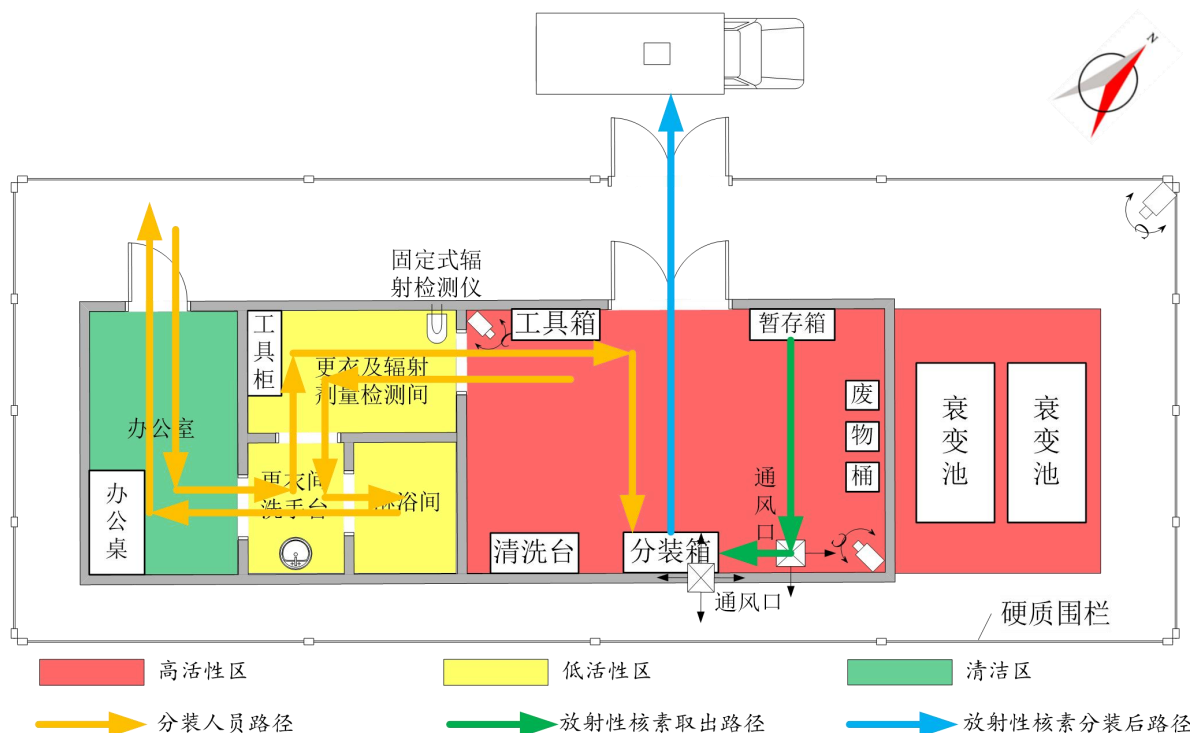 N
固定式辐
射检测仪
工具柜
工具箱
暂存箱
更衣及辐射
剂量检测间
办公室
废
物
桶
衰变池
衰变池
更衣间
洗手台
淋浴间
办公桌
通风口
清洗台
分装箱
通风口
硬质围栏
高活性区
低活性区
清洁区
分装人员路径
放射性核素取出路径
放射性核素分装后路径